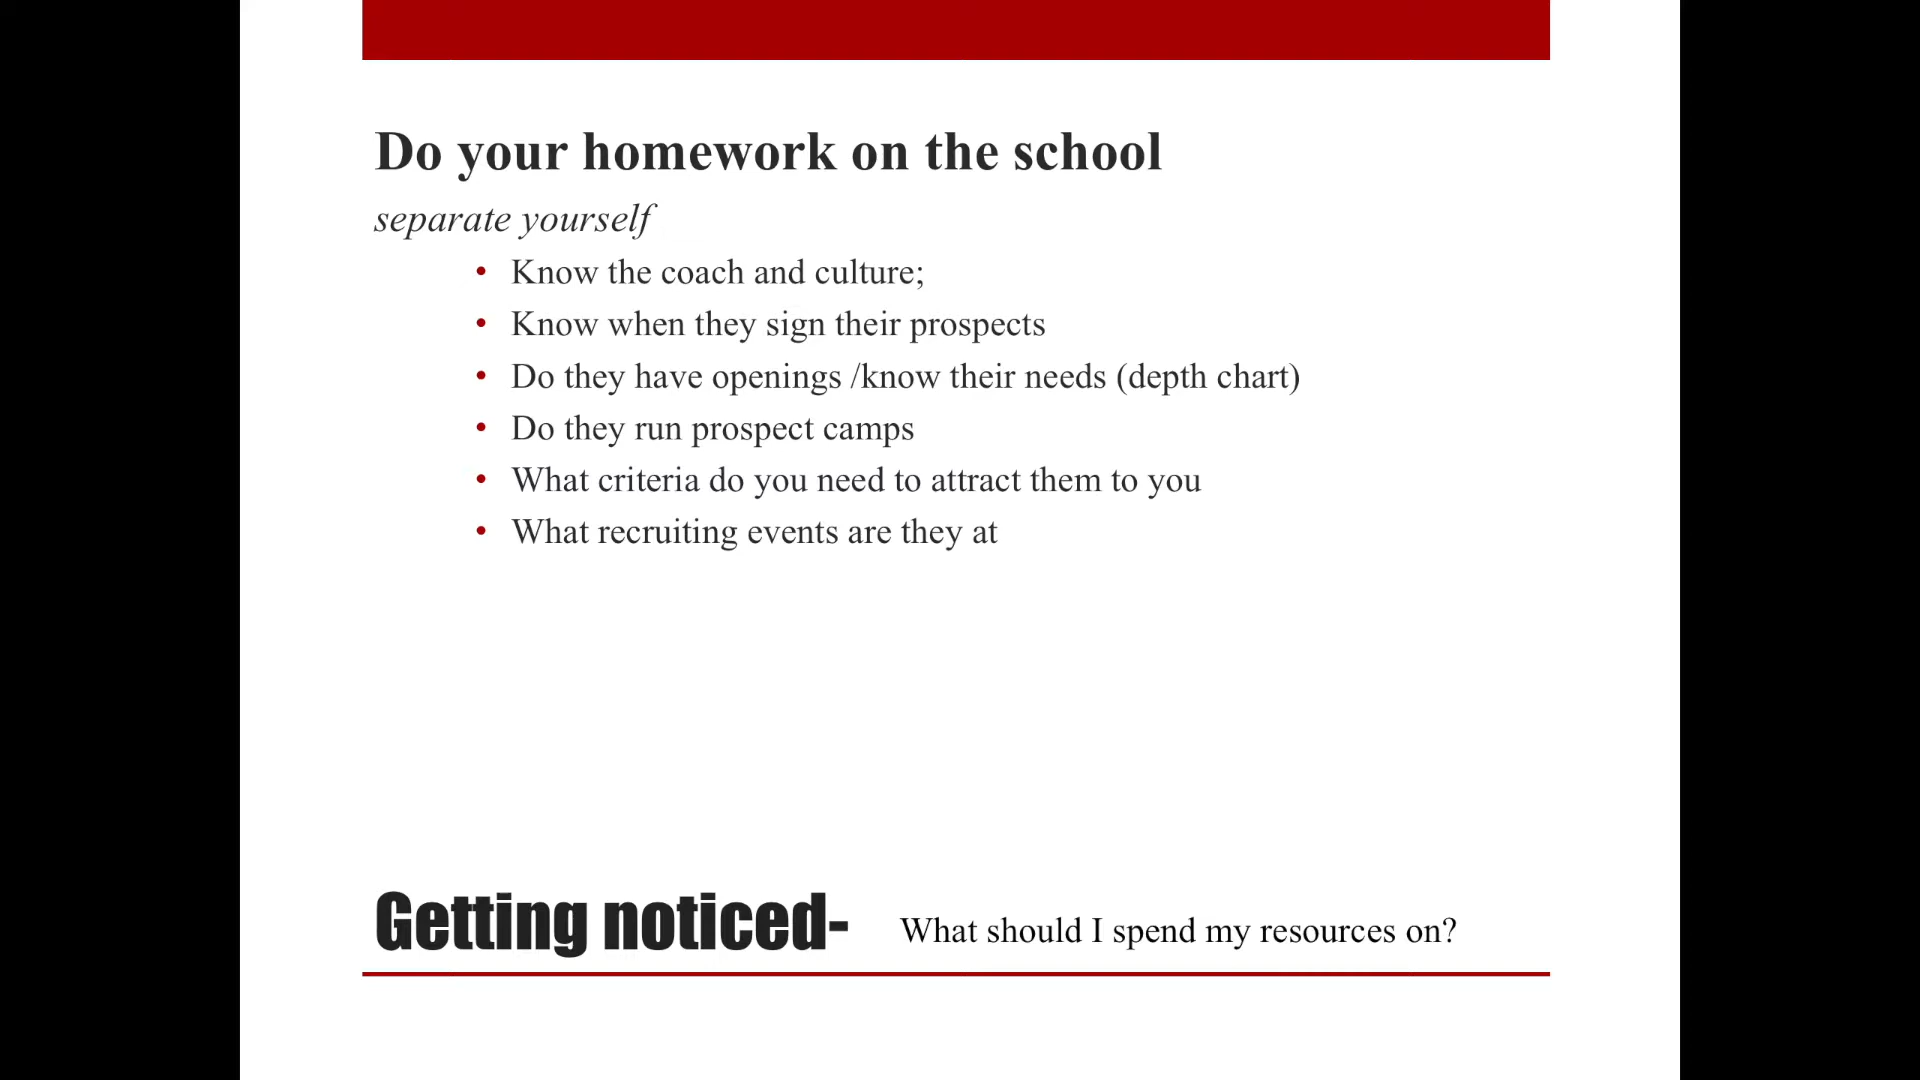 Do your homework on the school
separate yourself
• Know the coach and culture;
• Know when they sign their prospects
• Do they have openings /know their needs (depth chart)
• Do they run prospect camps
• What criteria do you need to attract them to you
• What recruiting events are they at
Getting noticed- What should I spend my resources on?